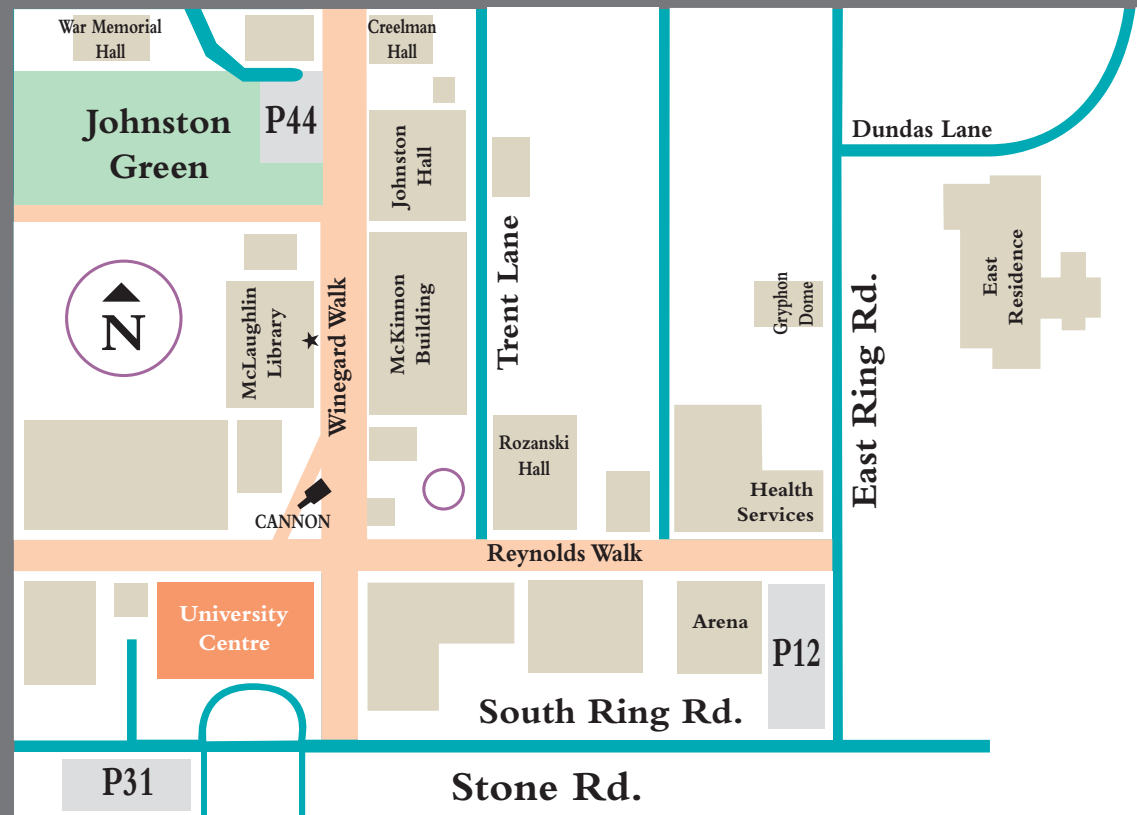 War Memorial
Hall
Creelman
Hall
Johnston
Green
P44
Johnston
Hall
Dundas Lane
East
Residence
N
McLaughlin
Library
Winegard Walk
McKinnon
Building
Trent Lane
Gryphon
Dome
East Ring Rd.
Rozanski
Hall
Health
Services
CANNON
Reynolds Walk
University
Centre
Arena
P12
South Ring Rd.
P31
Stone Rd.